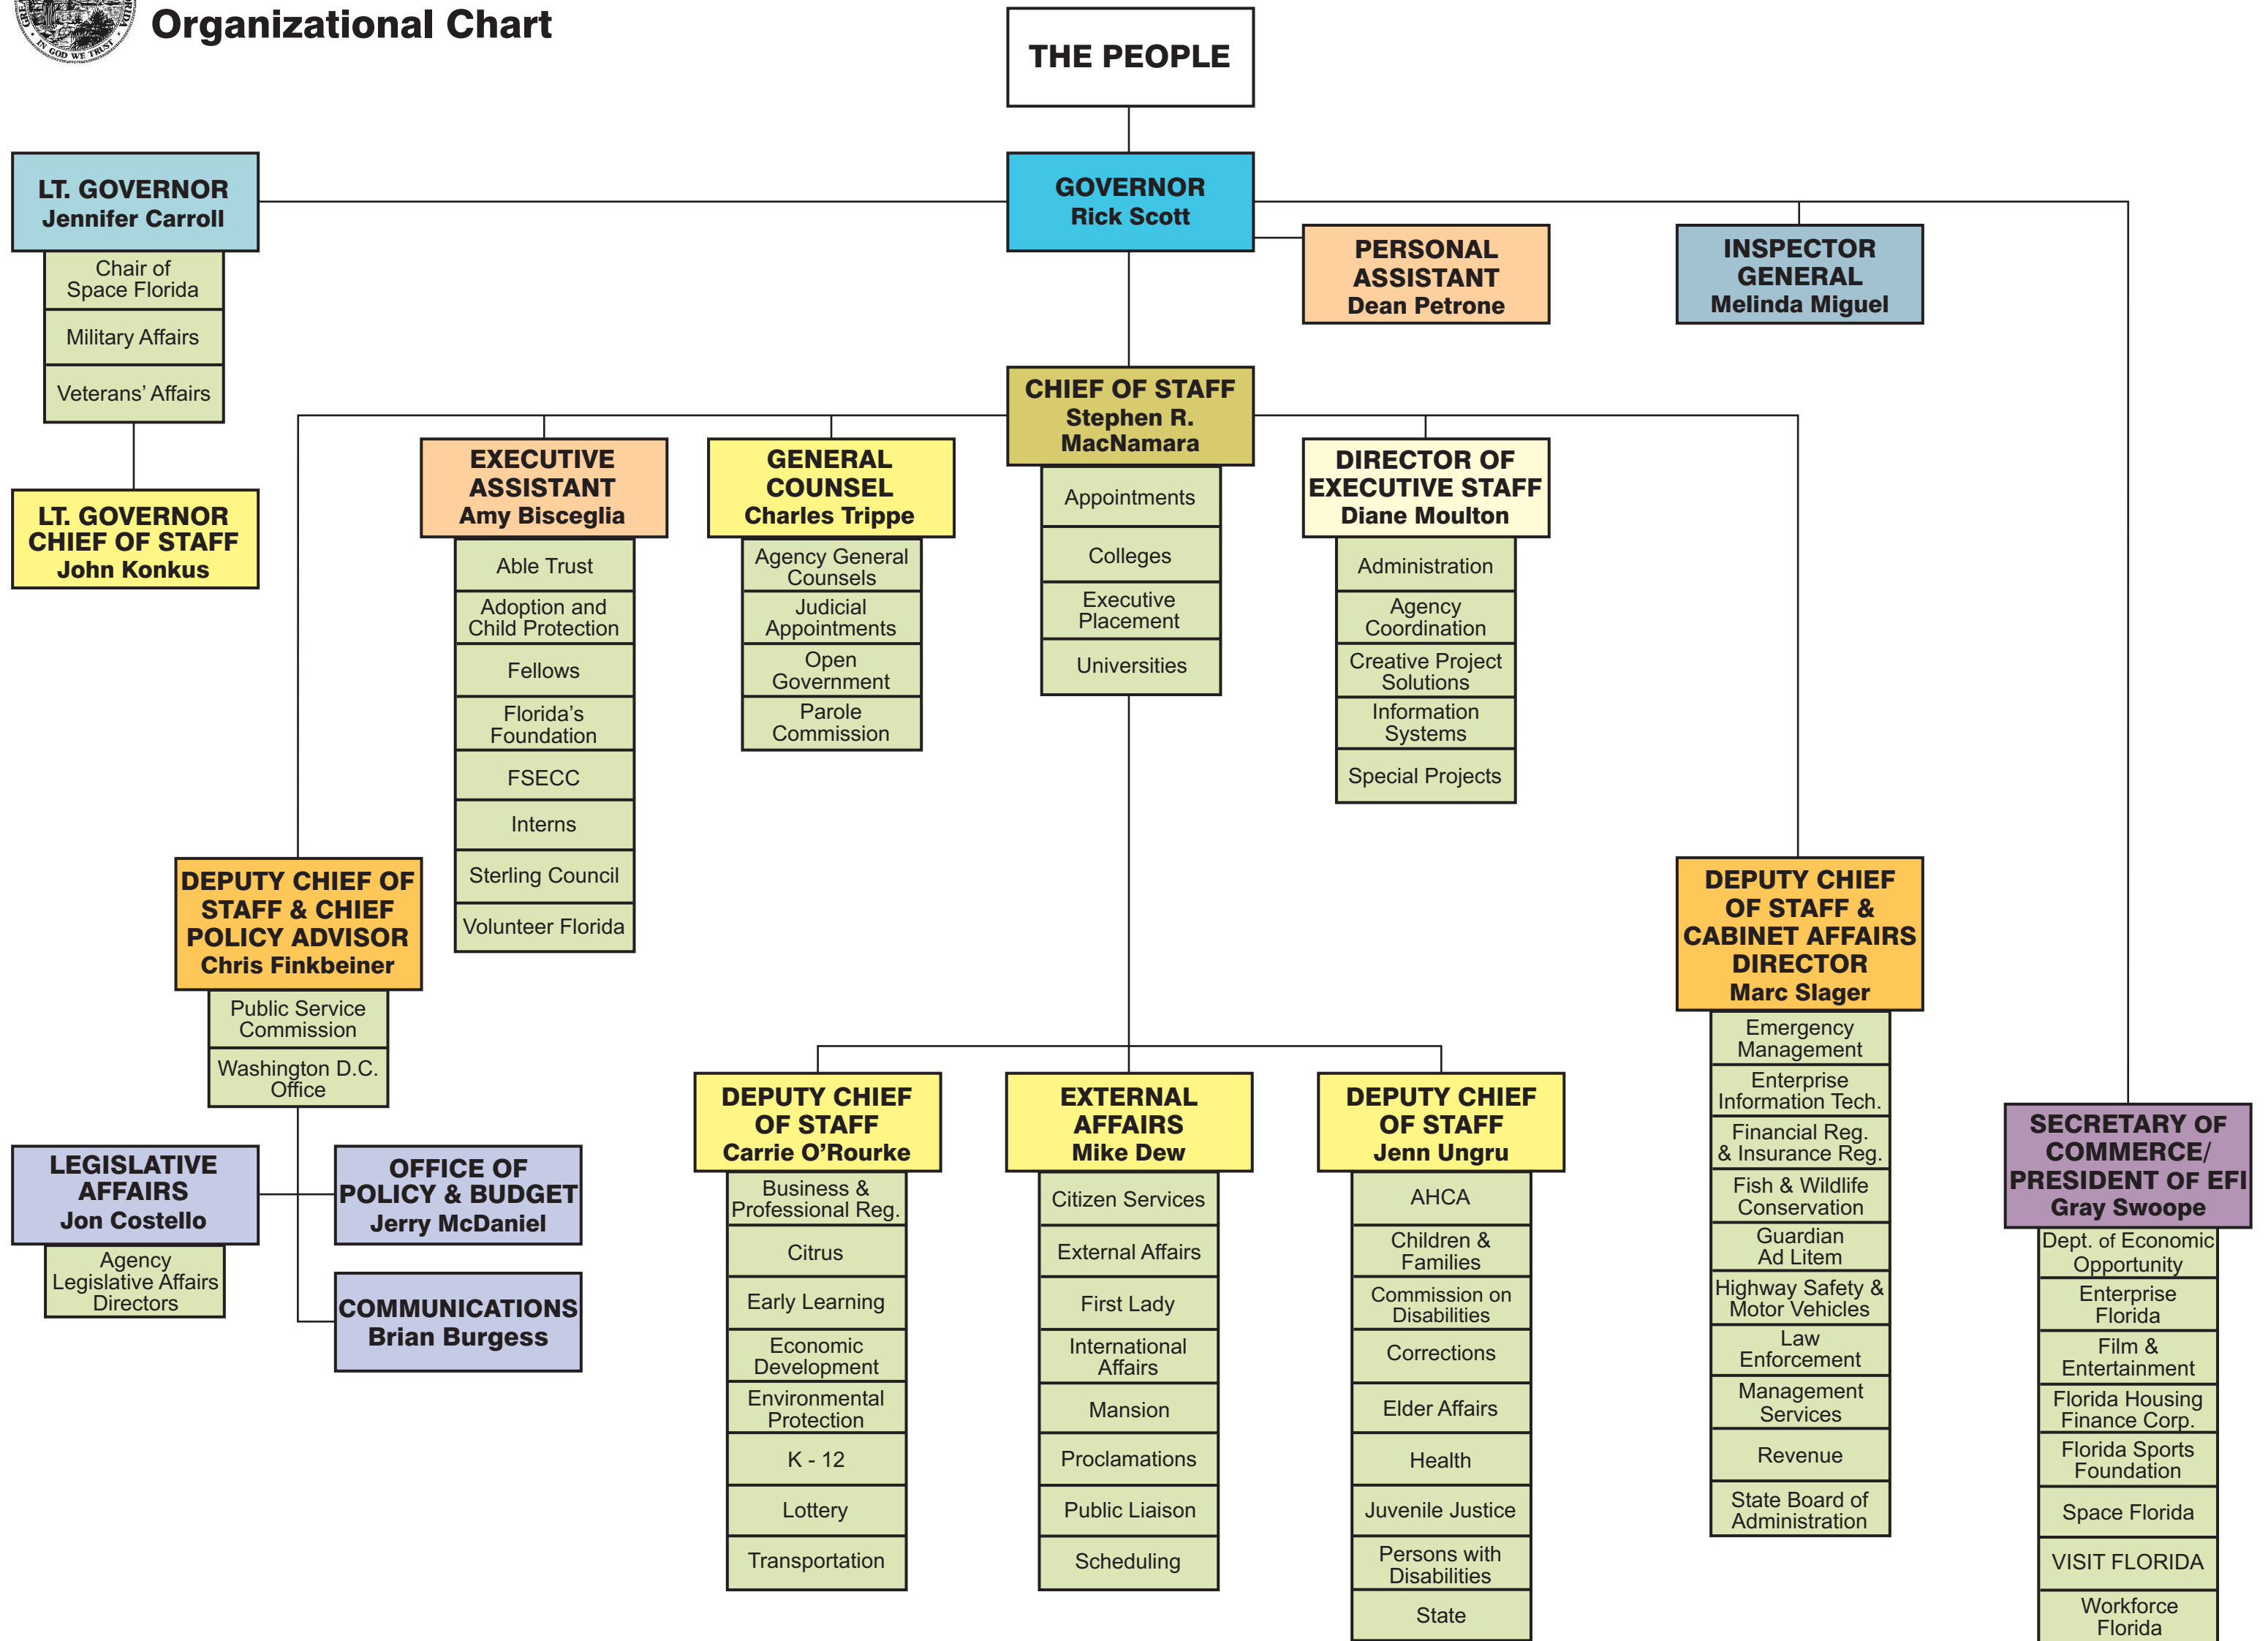 GRE
RIDA
IN GOD WE TRUST
Organizational Chart
THE PEOPLE
LT. GOVERNOR
Jennifer Carroll
Chair of
Space Florida
Military Affairs
Veterans’ Affairs
LT. GOVERNOR
CHIEF OF STAFF
John Konkus
GOVERNOR
Rick Scott
PERSONAL
ASSISTANT
Dean Petrone
INSPECTOR
GENERAL
Melinda Miguel
CHIEF OF STAFF
Stephen R.
MacNamara
Appointments
Colleges
Executive
Placement
Universities
EXECUTIVE
ASSISTANT
Amy Bisceglia
Able Trust
Adoption and
Child Protection
Fellows
Florida’s
Foundation
FSECC
Interns
Sterling Council
Volunteer Florida
GENERAL
COUNSEL
Charles Trippe
Agency General
Counsels
Judicial
Appointments
Open
Government
Parole
Commission
DIRECTOR OF
EXECUTIVE STAFF
Diane Moulton
Administration
Agency
Coordination
Creative Project
Solutions
Information
Systems
Special Projects
DEPUTY CHIEF OF
STAFF & CHIEF
POLICY ADVISOR
Chris Finkbeiner
Public Service
Commission
Washington D.C.
Office
LEGISLATIVE
AFFAIRS
Jon Costello
Agency
Legislative Affairs
Directors
OFFICE OF
POLICY & BUDGET
Jerry McDaniel
COMMUNICATIONS
Brian Burgess
DEPUTY CHIEF
OF STAFF
Carrie O’Rourke
Business &
Professional Reg.
Citrus
Early Learning
Economic
Development
Environmental
Protection
K - 12
Lottery
Transportation
EXTERNAL
AFFAIRS
Mike Dew
Citizen Services
External Affairs
First Lady
International
Affairs
Mansion
Proclamations
Public Liaison
Scheduling
DEPUTY CHIEF
OF STAFF
Jenn Ungru
AHCA
Children &
Families
Commission on
Disabilities
Corrections
Elder Affairs
Health
Juvenile Justice
Persons with
Disabilities
State
DEPUTY CHIEF
OF STAFF &
CABINET AFFAIRS
DIRECTOR
Marc Slager
Emergency
Management
Enterprise
Information Tech.
Financial Reg.
& Insurance Reg.
Fish & Wildlife
Conservation
Guardian
Ad Litem
Highway Safety &
Motor Vehicles
Law
Enforcement
Management
Services
Revenue
State Board of
Administration
SECRETARY OF
COMMERCE/
PRESIDENT OF EFI
Gray Swoope
Dept. of Economic
Opportunity
Enterprise
Florida
Film &
Entertainment
Florida Housing
Finance Corp.
Florida Sports
Foundation
Space Florida
VISIT FLORIDA
Workforce
Florida